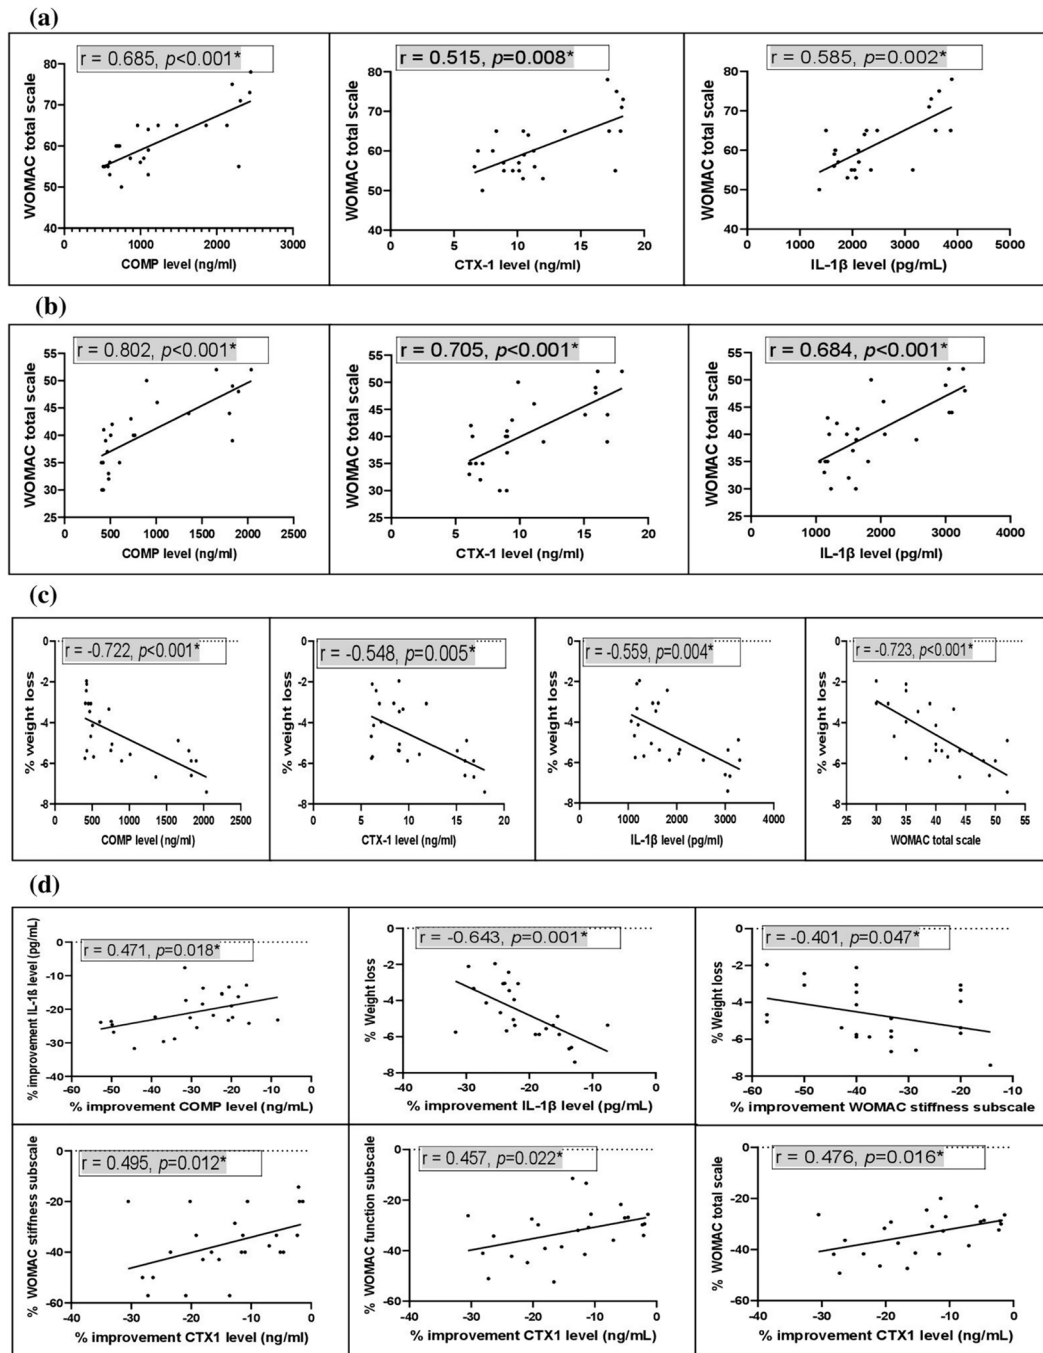 (a)
r = 0.685, p<0.001*
WOMAC total scale
80
70
60
50
40
0 1000 2000 3000
COMP level (ng/ml)
r = 0.515, p=0.008*
WOMAC total scale
80
70
60
50
40
0 5 10 15 20
CTX-1 level (ng/ml)
r = 0.585, p=0.002*
WOMAC total scale
80
70
60
50
40
0 1000 2000 3000 4000 5000
IL-1β level (pg/mL)
(b)
r = 0.802, p<0.001*
WOMAC total scale
55
50
45
40
35
30
25
0 500 1000 1500 2000 2500
COMP level (ng/ml)
r = 0.705, p<0.001*
WOMAC total scale
55
50
45
40
35
30
25
0 5 10 15 20
CTX-1 level (ng/ml)
r = 0.684, p<0.001*
WOMAC total scale
55
50
45
40
35
30
25
0 1000 2000 3000 4000
IL-1β level (pg/ml)
(c)
r = -0.722, p<0.001*
% weight loss
0
-2
-4
-6
-8
0 500 1000 1500 2000 2500
COMP level (ng/ml)
r = -0.548, p=0.005*
% weight loss
0
-2
-4
-6
-8
0 5 10 15 20
CTX-1 level (ng/ml)
r = -0.559, p=0.004*
% weight loss
0
-2
-4
-6
-8
0 1000 2000 3000 4000
IL-1β level (pg/ml)
r = -0.723, p<0.001*
% weight loss
0
-2
-4
-6
-8
25 30 35 40 45 50 55
WOMAC total scale
(d)
r = 0.471, p=0.018*
% improvement IL-1ß level (pg/mL)
0
-10
-20
-30
-40
-60 -50 -40 -30 -20 -10 0
% improvement COMP level (ng/mL)
r = -0.643, p=0.001*
% Weight loss
0
-2
-4
-6
-8
-40 -30 -20 -10 0
% improvement IL-1β level (pg/mL)
r = -0.401, p=0.047*
% Weight loss
0
-2
-4
-6
-8
-50 -40 -30 -20 -10
% improvement WOMAC stiffness subscale
r = 0.495, p=0.012*
% WOMAC stiffness subscale
0
-20
-40
-60
-40 -30 -20 -10 0
% improvement CTX1 level (ng/ml)
r = 0.457, p=0.022*
% WOMAC function subscale
0
-20
-40
-60
-40 -30 -20 -10 0
% improvement CTX1 level (ng/ml)
r = 0.476, p=0.016*
% WOMAC total scale
0
-20
-40
-60
-40 -30 -20 -10 0
% improvement CTX1 level (ng/ml)